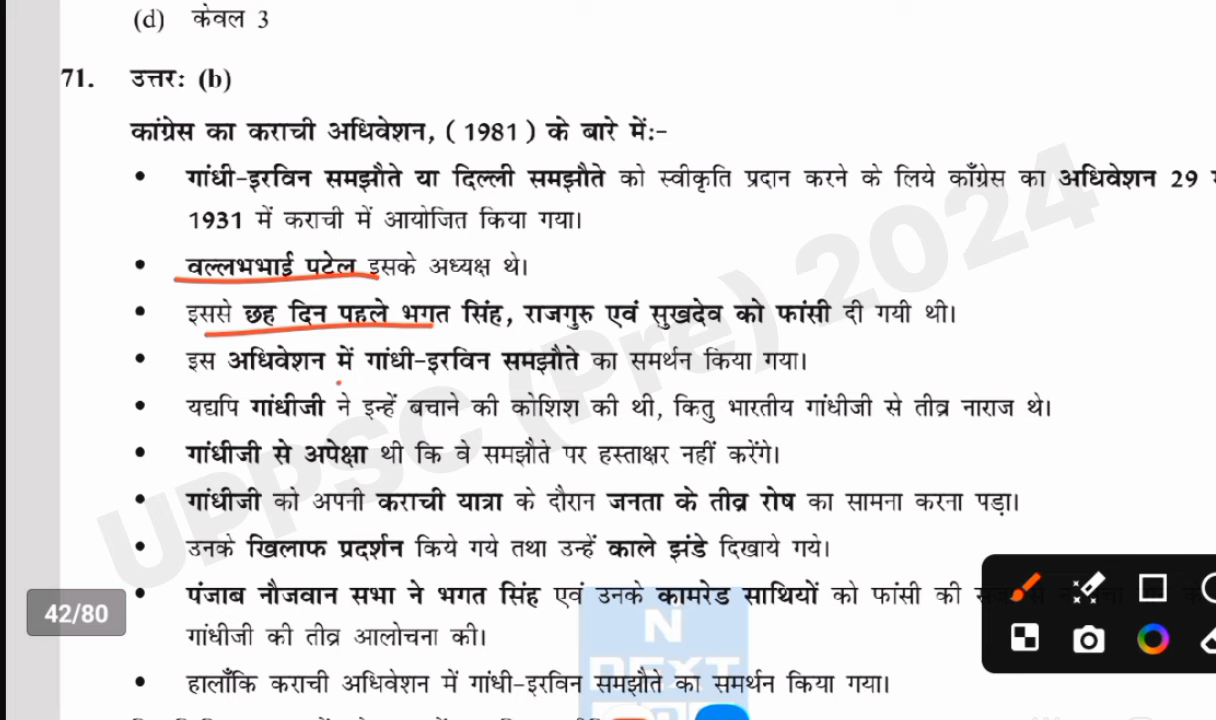 (d) केवल 3
71. उत्तरः (b)
कांग्रेस का कराची अधिवेशन, ( 1981 ) के बारे में:-
• गांधी-इरविन समझौते या दिल्ली समझौते को स्वीकृति प्रदान करने के लिये काँग्रेस का अधिवेशन 29
1931 में कराची में आयोजित किया गया।
• वल्लभभाई पटेल इसके अध्यक्ष थे।
• इससे छह दिन पहले भगत सिंह, राजगुरु एवं सुखदेव को फांसी दी गयी थी।
• इस अधिवेशन में गांधी-इरविन समझौते का समर्थन किया गया।
• यद्यपि गांधीजी ने इन्हें बचाने की कोशिश की थी, किंतु भारतीय गांधीजी से तीव्र नाराज थे।
• गांधीजी से अपेक्षा थी कि वे समझौते पर हस्ताक्षर नहीं करेंगे।
• गांधीजी को अपनी कराची यात्रा के दौरान जनता के तीव्र रोष का सामना करना पड़ा।
• उनके खिलाफ प्रदर्शन किये गये तथा उन्हें काले झंडे दिखाये गये।
• पंजाब नौजवान सभा ने भगत सिंह एवं उनके कामरेड साथियों को फांसी की
गांधीजी की तीव्र आलोचना की।
• हालाँकि कराची अधिवेशन में गांधी-इरविन समझौते का समर्थन किया गया।
UPPSC (Pre) 2024
42/80
N
NEXT